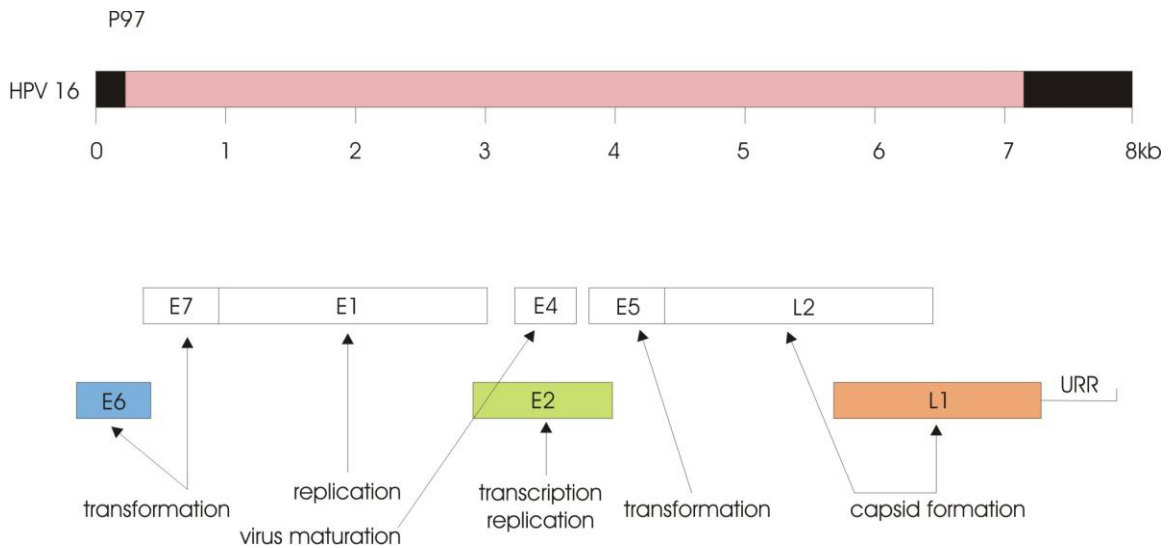 P97
HPV 16
0 1 2 3 4 5 6 7 8kb
E7 E1 E4 E5 L2
E6 E2 L1 URR
transformation
replication
virus maturation
transcription
replication
transformation
capsid formation